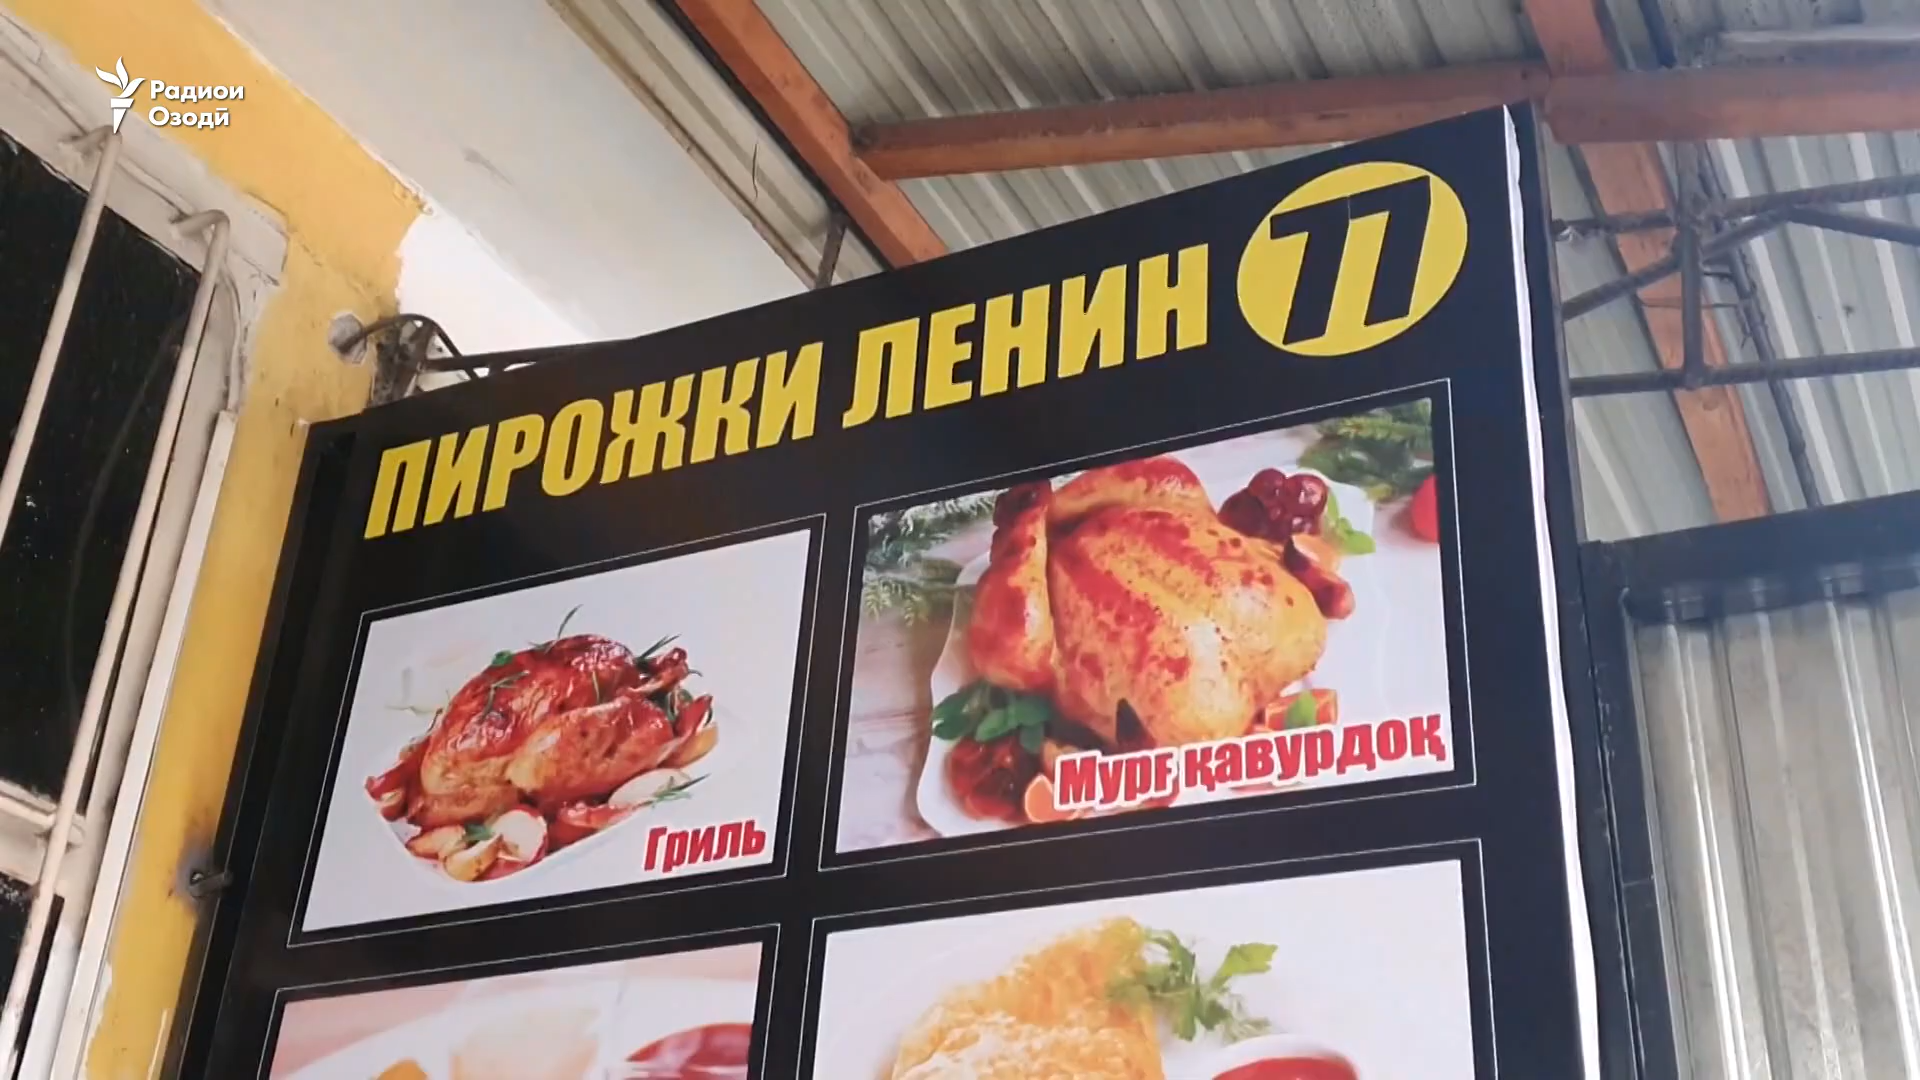 Радиои
Озодӣ
ПИРОЖКИ ЛЕНИН 77
Гриль
Мурғ қавурдоқ